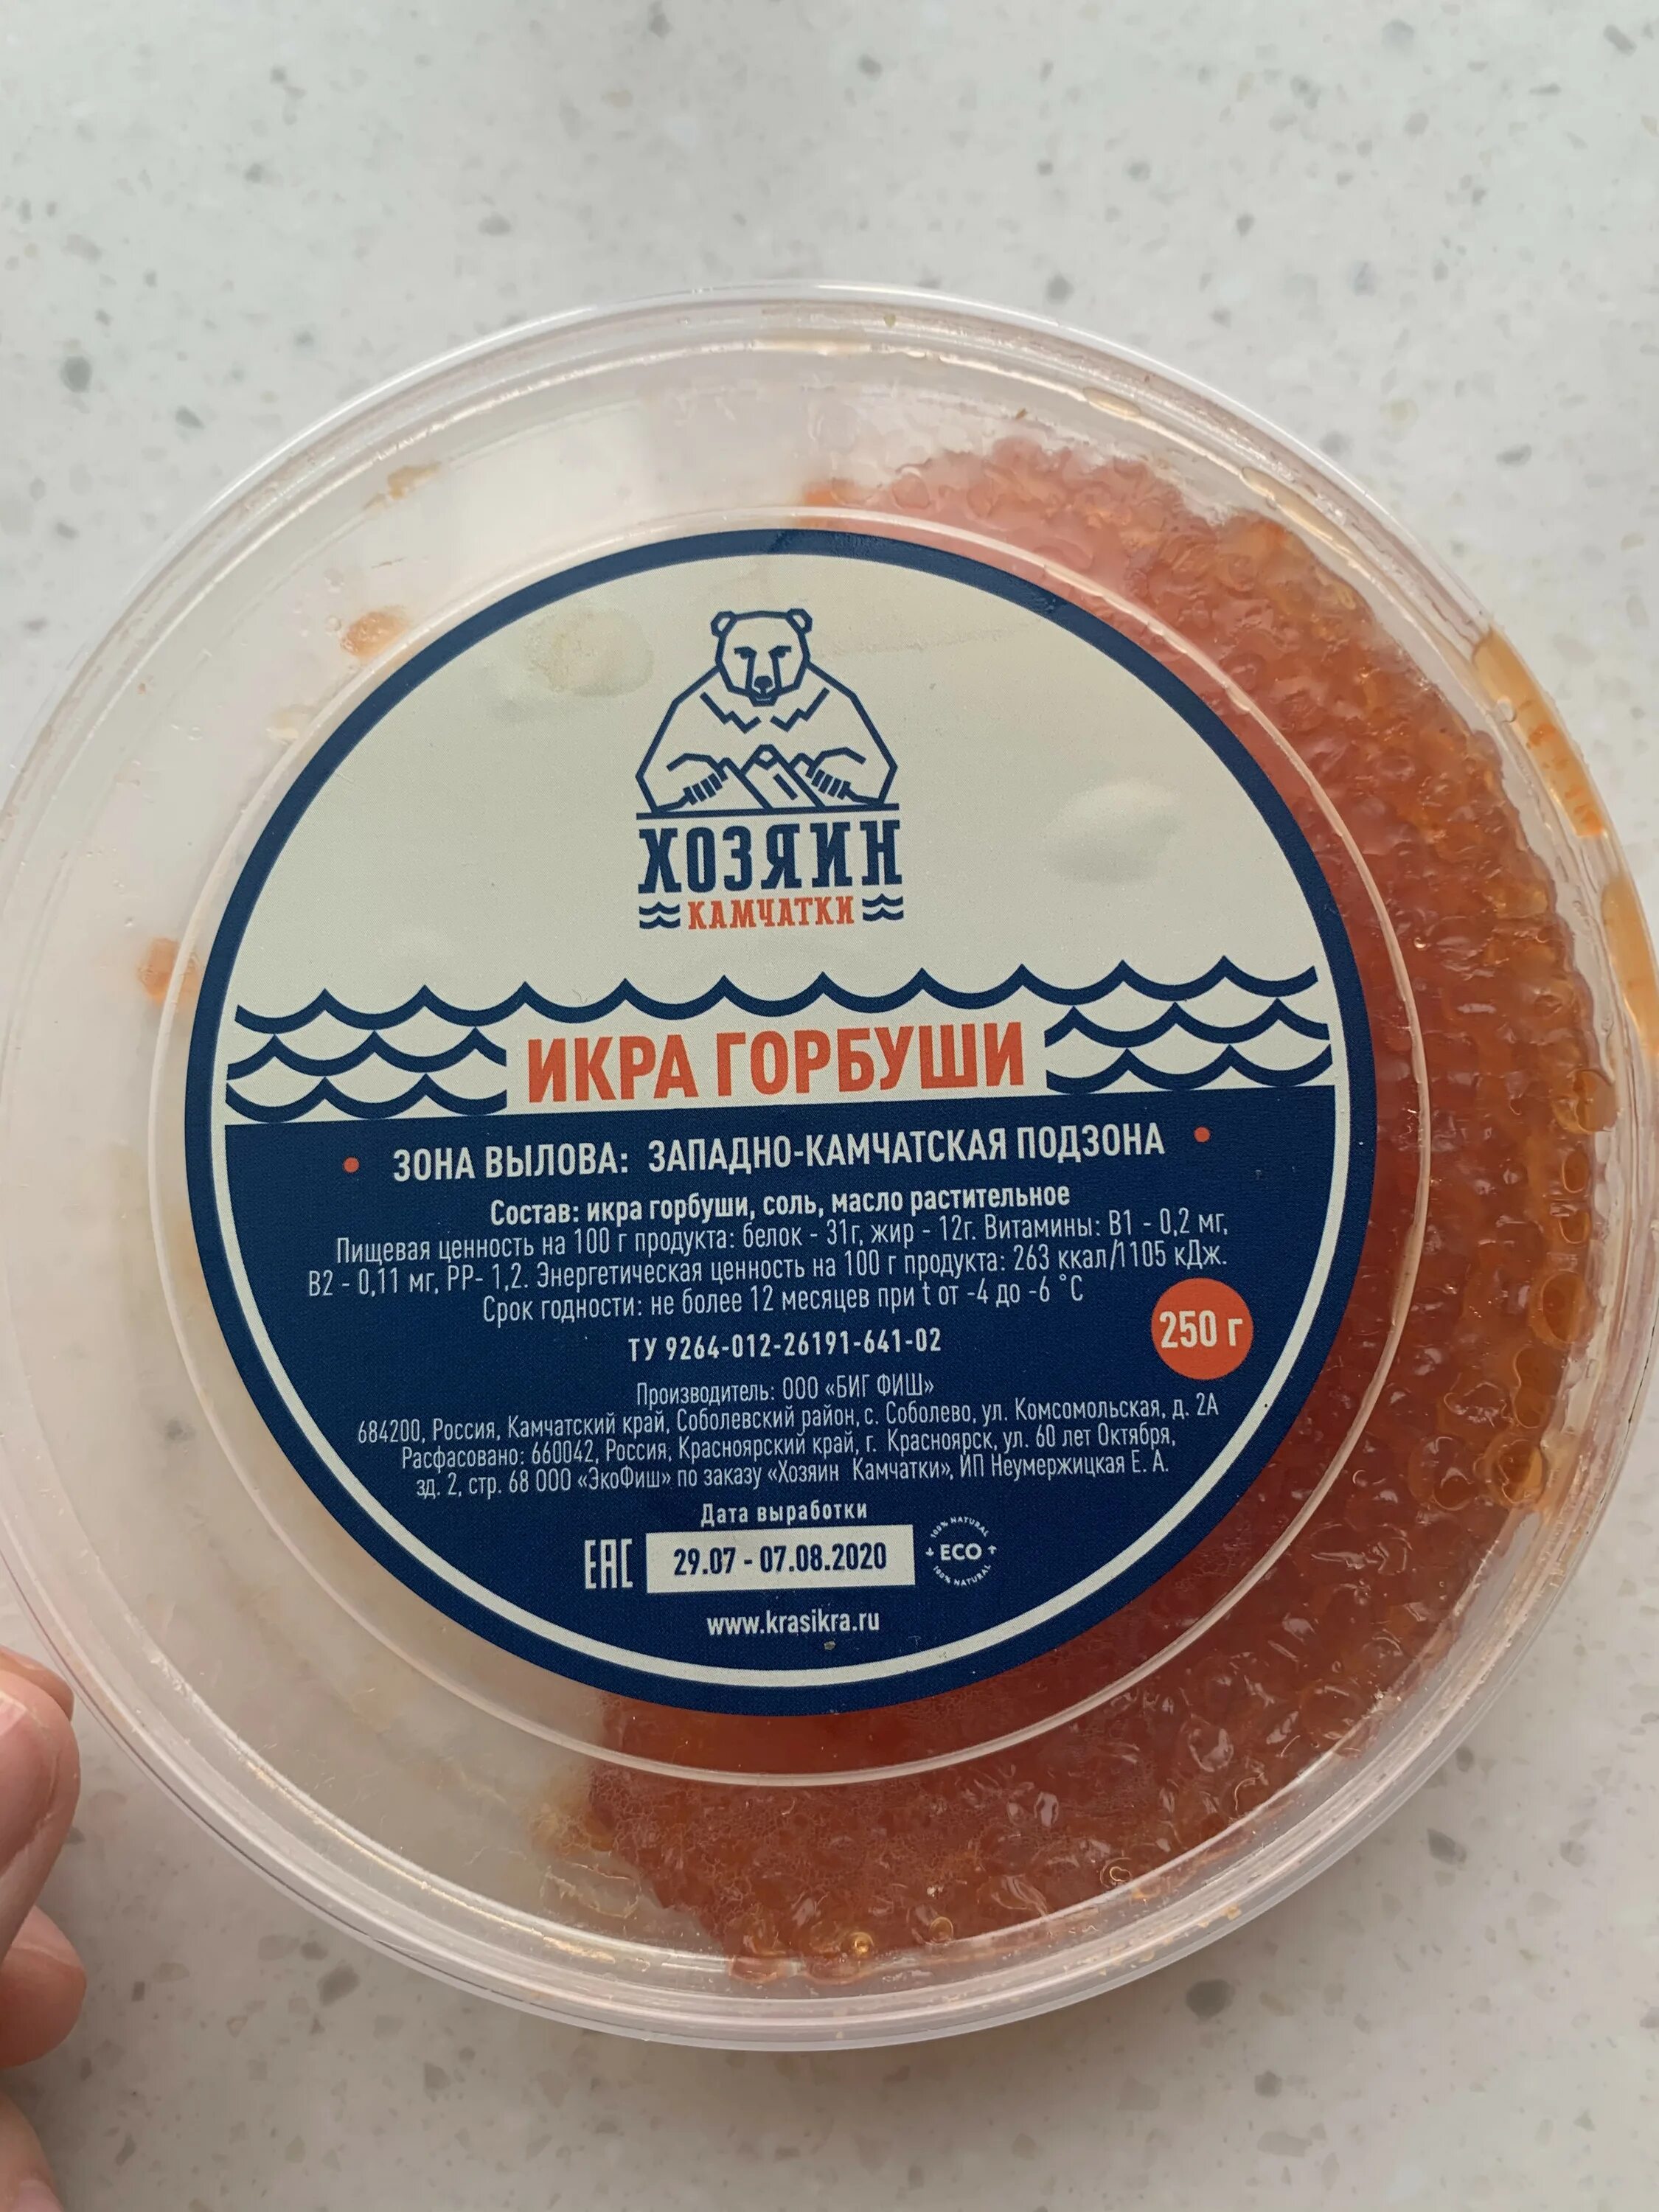 ХОЗЯИН
КАМЧАТКИ
ИКРА ГОРБУШИ
• ЗОНА ВЫЛОВА: ЗАПАДНО-КАМЧАТСКАЯ ПОДЗОНА •
Состав: икра горбуши, соль, масло растительное
Пищевая ценность на 100 г продукта: белок - 31г, жир - 12г. Витамины: В1 - 0,2 мг,
В2 - 0,11 мг, РР- 1,2. Энергетическая ценность на 100 г продукта: 263 ккал/1105 кДж.
Срок годности: не более 12 месяцев при t от -4 до -6 °С
250 г
ТУ 9264-012-26191-641-02
Производитель: ООО «БИГ ФИШ»
684200, Россия, Камчатский край, Соболевский район, с. Соболево, ул. Комсомольская, д. 2А
Расфасовано: 660042, Россия, Красноярский край, г. Красноярск, ул. 60 лет Октября,
зд. 2, стр. 68 ООО «ЭкоФиш» по заказу «Хозяин Камчатки», ИП Неумержицкая Е. А.
Дата выработки
ЕАС
29.07 - 07.08.2020
100% NATURAL
ECO
100% NATURAL
www.krasikra.ru